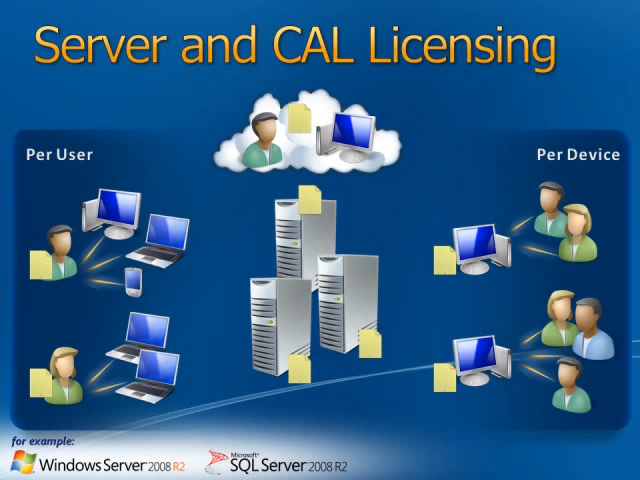 Server and CAL Licensing
Per User
Per Device
for example:
Windows Server 2008 R2
Microsoft
SQL Server 2008 R2